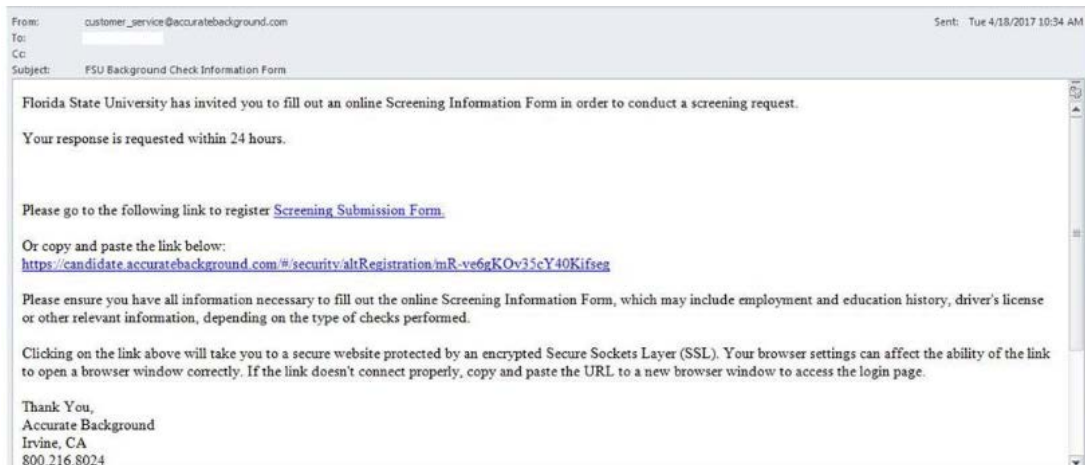 From: customer_service@accuratebackground.com Sent: Tue 4/18/2017 10:34 AM
To:
Cc:
Subject: FSU Background Check Information Form
Florida State University has invited you to fill out an online Screening Information Form in order to conduct a screening request.
Your response is requested within 24 hours.
Please go to the following link to register Screening Submission Form.
Or copy and paste the link below:
https://candidate.accuratebackground.com/#/security/altRegistration/mR-ve6gKOv35cY40Kifseg
Please ensure you have all information necessary to fill out the online Screening Information Form, which may include employment and education history, driver's license
or other relevant information, depending on the type of checks performed.
Clicking on the link above will take you to a secure website protected by an encrypted Secure Sockets Layer (SSL). Your browser settings can affect the ability of the link
to open a browser window correctly. If the link doesn't connect properly, copy and paste the URL to a new browser window to access the login page.
Thank You,
Accurate Background
Irvine, CA
800.216.8024